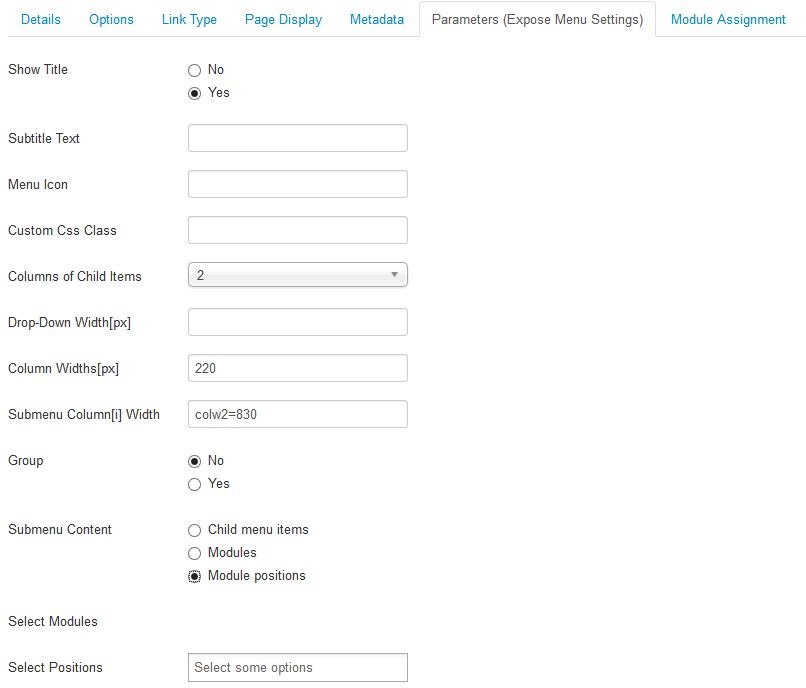 Details Options Link Type Page Display Metadata Parameters (Expose Menu Settings) Module Assignment
Show Title No
Yes
Subtitle Text
Menu Icon
Custom Css Class
Columns of Child Items 2
Drop-Down Width[px]
Column Widths[px] 220
Submenu Column[i] Width colw2=830
Group No
Yes
Submenu Content Child menu items
Modules
Module positions
Select Modules
Select Positions Select some options